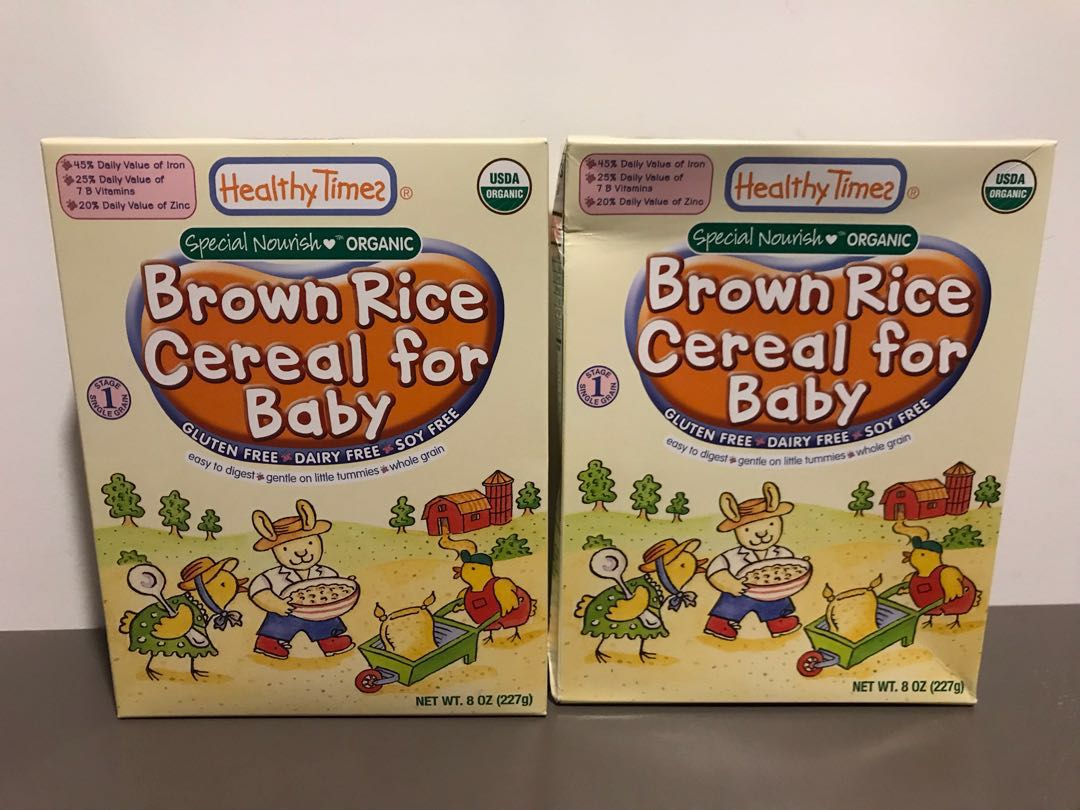 45% Daily Value of Iron
25% Daily Value of
7 B Vitamins
20% Daily Value of Zinc
Healthy Times ®
USDA
ORGANIC
Special Nourish ♥™ ORGANIC
Brown Rice
Cereal for
Baby
STAGE
1
SINGLE GRAIN
GLUTEN FREE DAIRY FREE SOY FREE
easy to digest gentle on little tummies whole grain
NET WT. 8 OZ (227g)
45% Daily Value of Iron
25% Daily Value of
7 B Vitamins
20% Daily Value of Zinc
Healthy Times ®
USDA
ORGANIC
Special Nourish ♥™ ORGANIC
Brown Rice
Cereal for
Baby
STAGE
1
SINGLE GRAIN
GLUTEN FREE DAIRY FREE SOY FREE
easy to digest gentle on little tummies whole grain
NET WT. 8 OZ (227g)